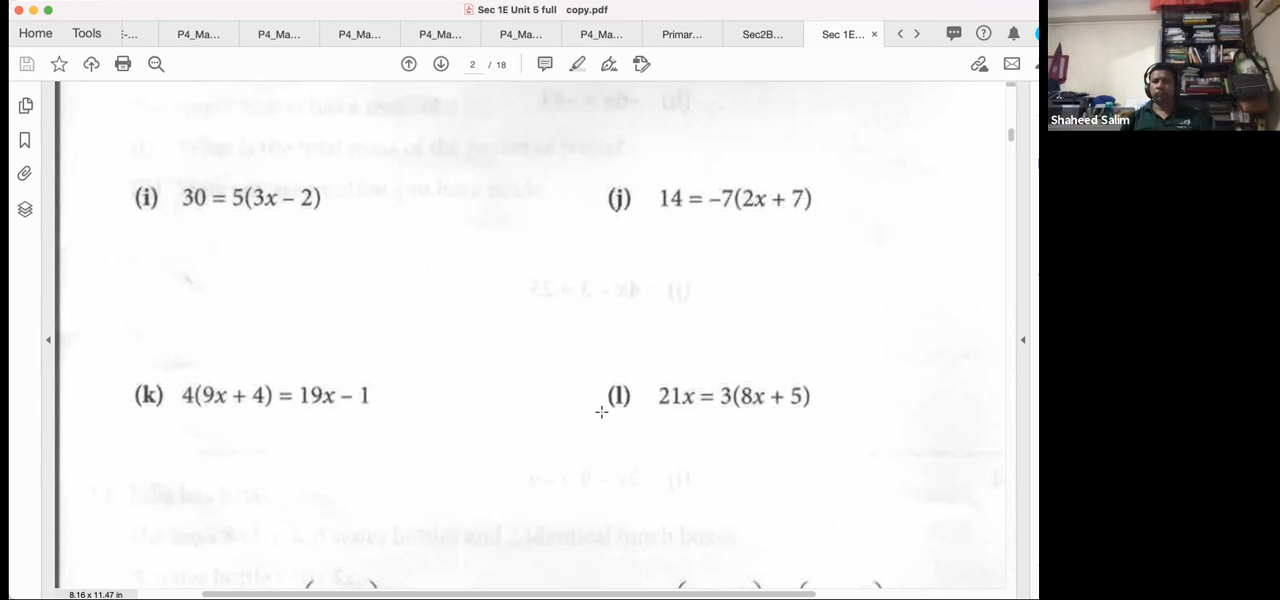 Sec 1E Unit 5 full copy.pdf
Home Tools :-... P4_Ma... P4_Ma... P4_Ma... P4_Ma... P4_Ma... P4_Ma... Primar... Sec2B... Sec 1E... ×
2 / 18
Shaheed Salim
(i) 30 = 5(3x – 2)
(j) 14 = –7(2x + 7)
(k) 4(9x + 4) = 19x – 1
(l) 21x = 3(8x + 5)
8.16 x 11.47 in